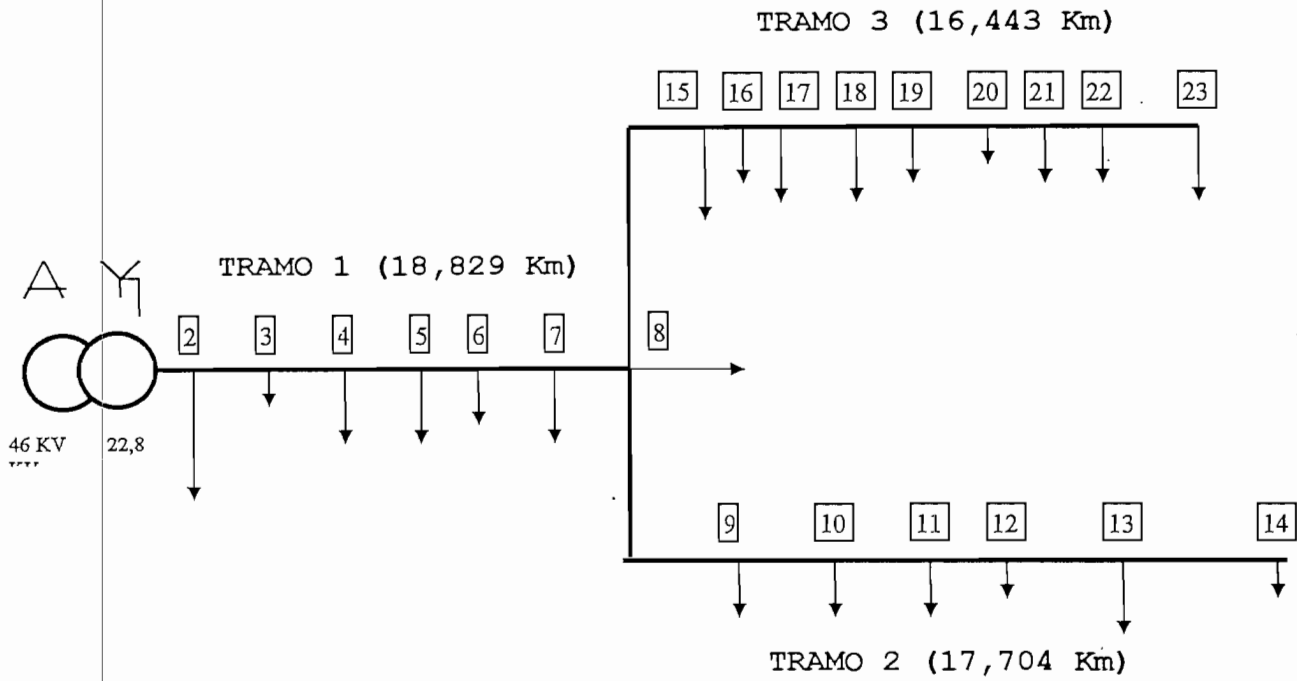 TRAMO 3 (16,443 Km)
15 16 17 18 19 20 21 22 23
TRAMO 1 (18,829 Km)
2 3 4 5 6 7 8
46 KV 22,8
9 10 11 12 13 14
TRAMO 2 (17,704 Km)